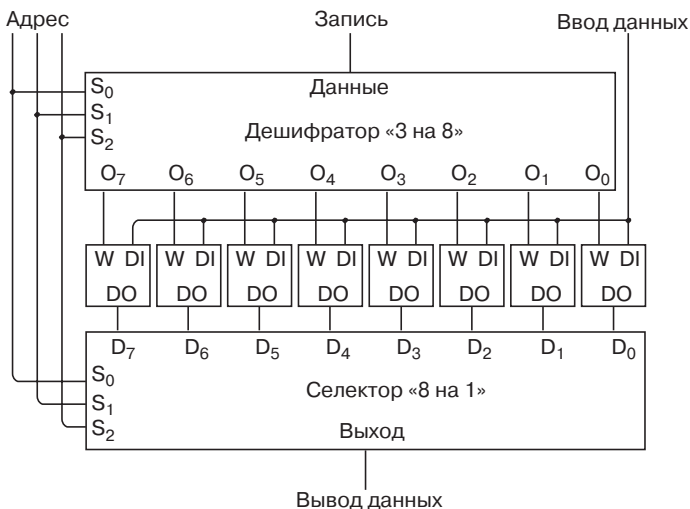 Адрес Запись Ввод данных
S₀ Данные
S₁
Дешифратор «3 на 8»
S₂
O₇ O₆ O₅ O₄ O₃ O₂ O₁ O₀
W DI W DI W DI W DI W DI W DI W DI W DI
DO DO DO DO DO DO DO DO
D₇ D₆ D₅ D₄ D₃ D₂ D₁ D₀
S₀
Селектор «8 на 1»
S₁
S₂ Выход
Вывод данных